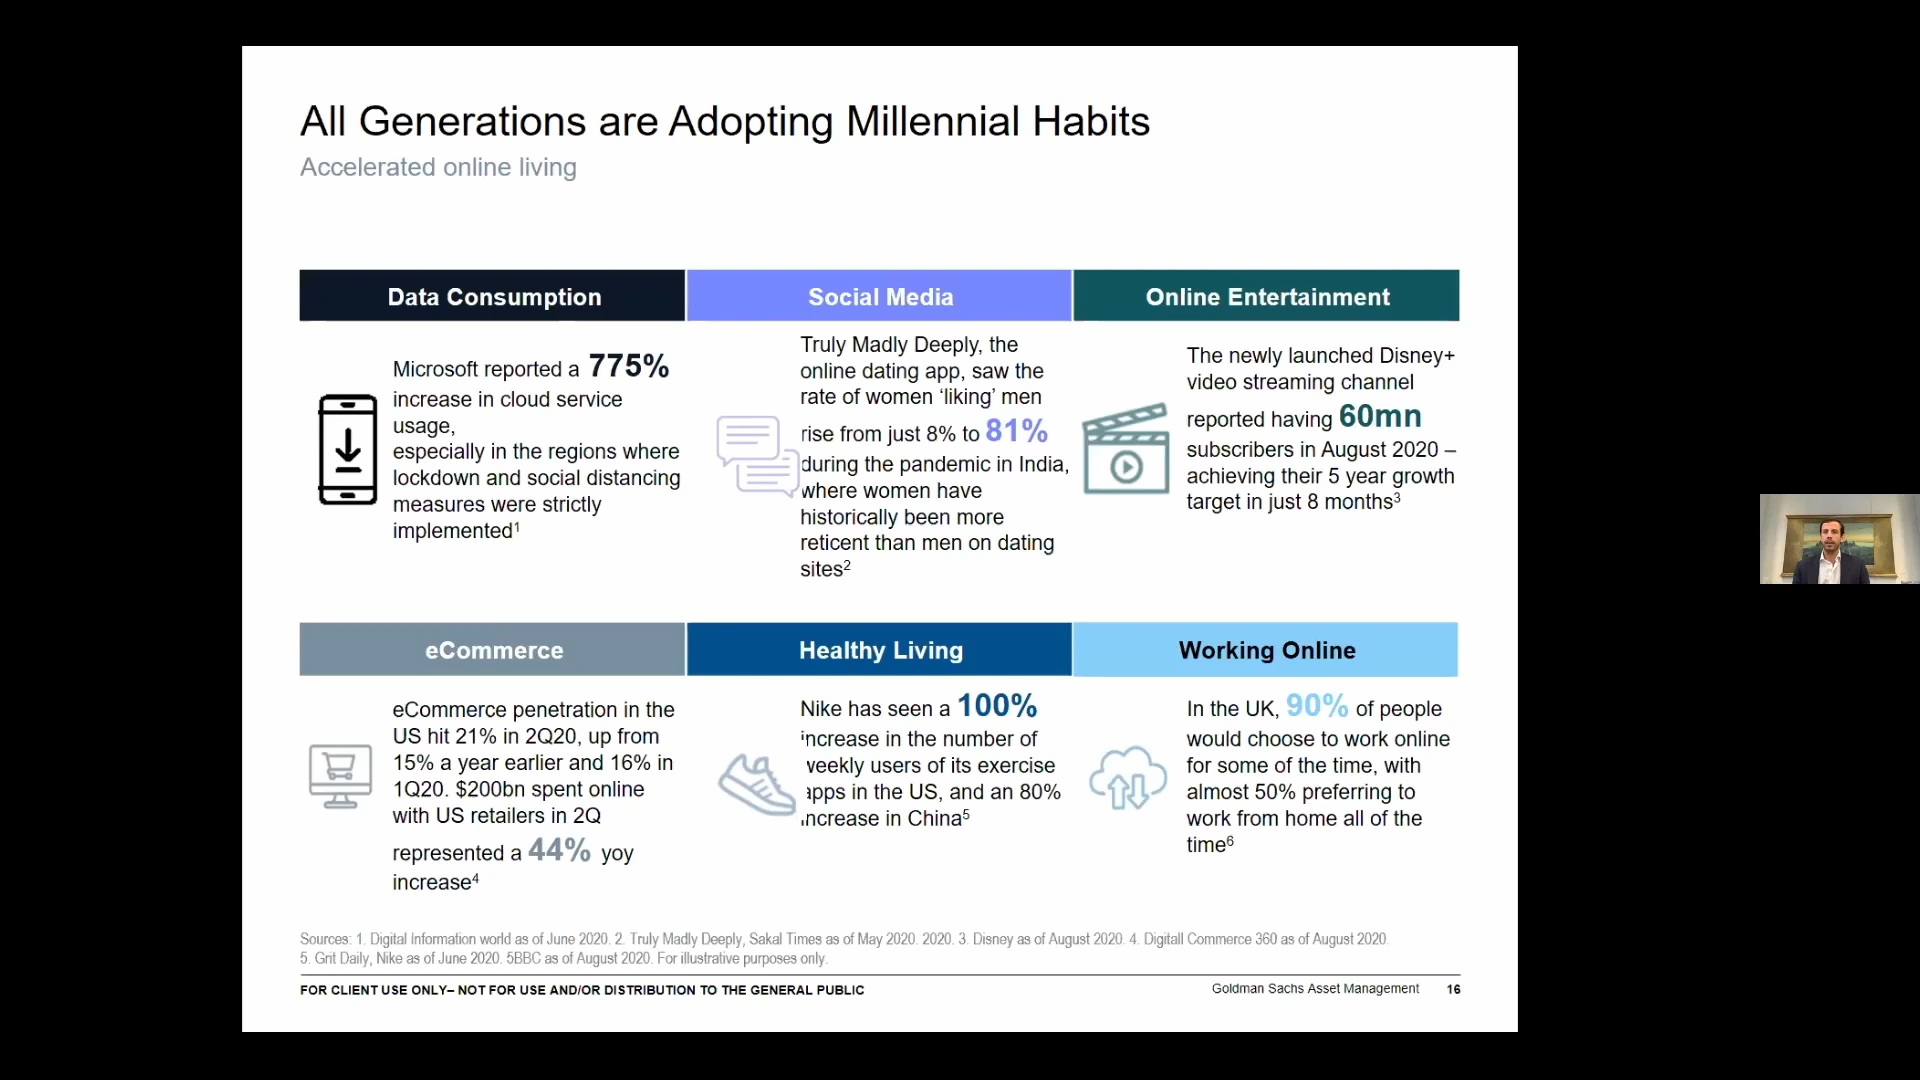 All Generations are Adopting Millennial Habits
Accelerated online living
Data Consumption
Microsoft reported a 775%
increase in cloud service
usage,
especially in the regions where
lockdown and social distancing
measures were strictly
implemented1
Social Media
Truly Madly Deeply, the
online dating app, saw the
rate of women ‘liking’ men
rise from just 8% to 81%
during the pandemic in India,
where women have
historically been more
reticent than men on dating
sites2
Online Entertainment
The newly launched Disney+
video streaming channel
reported having 60mn
subscribers in August 2020 –
achieving their 5 year growth
target in just 8 months3
eCommerce
eCommerce penetration in the
US hit 21% in 2Q20, up from
15% a year earlier and 16% in
1Q20. $200bn spent online
with US retailers in 2Q
represented a 44% yoy
increase4
Healthy Living
Nike has seen a 100%
increase in the number of
weekly users of its exercise
apps in the US, and an 80%
increase in China5
Working Online
In the UK, 90% of people
would choose to work online
for some of the time, with
almost 50% preferring to
work from home all of the
time6
Sources: 1. Digital Information world as of June 2020. 2. Truly Madly Deeply, Sakal Times as of May 2020. 2020. 3. Disney as of August 2020. 4. Digitall Commerce 360 as of August 2020.
5. Grit Daily, Nike as of June 2020. 5BBC as of August 2020. For illustrative purposes only.
FOR CLIENT USE ONLY– NOT FOR USE AND/OR DISTRIBUTION TO THE GENERAL PUBLIC
Goldman Sachs Asset Management 16